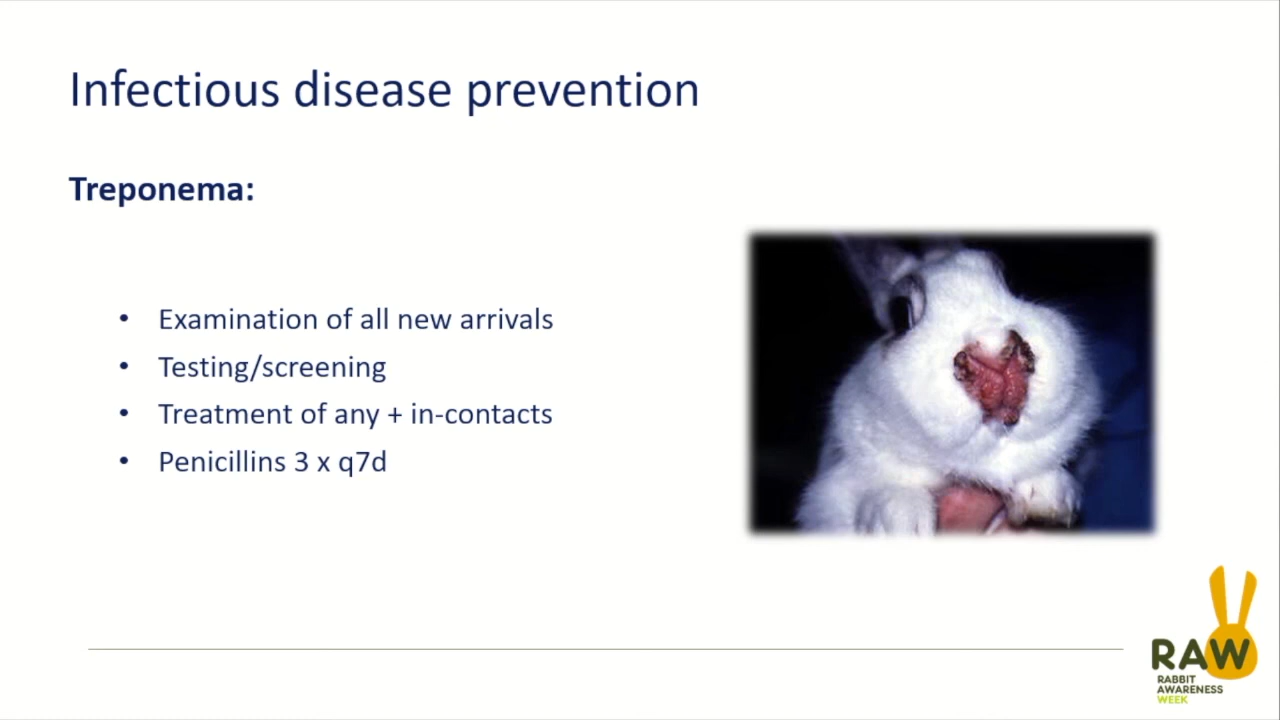 Infectious disease prevention
Treponema:
• Examination of all new arrivals
• Testing/screening
• Treatment of any + in-contacts
• Penicillins 3 x q7d
RAW
RABBIT
AWARENESS
WEEK